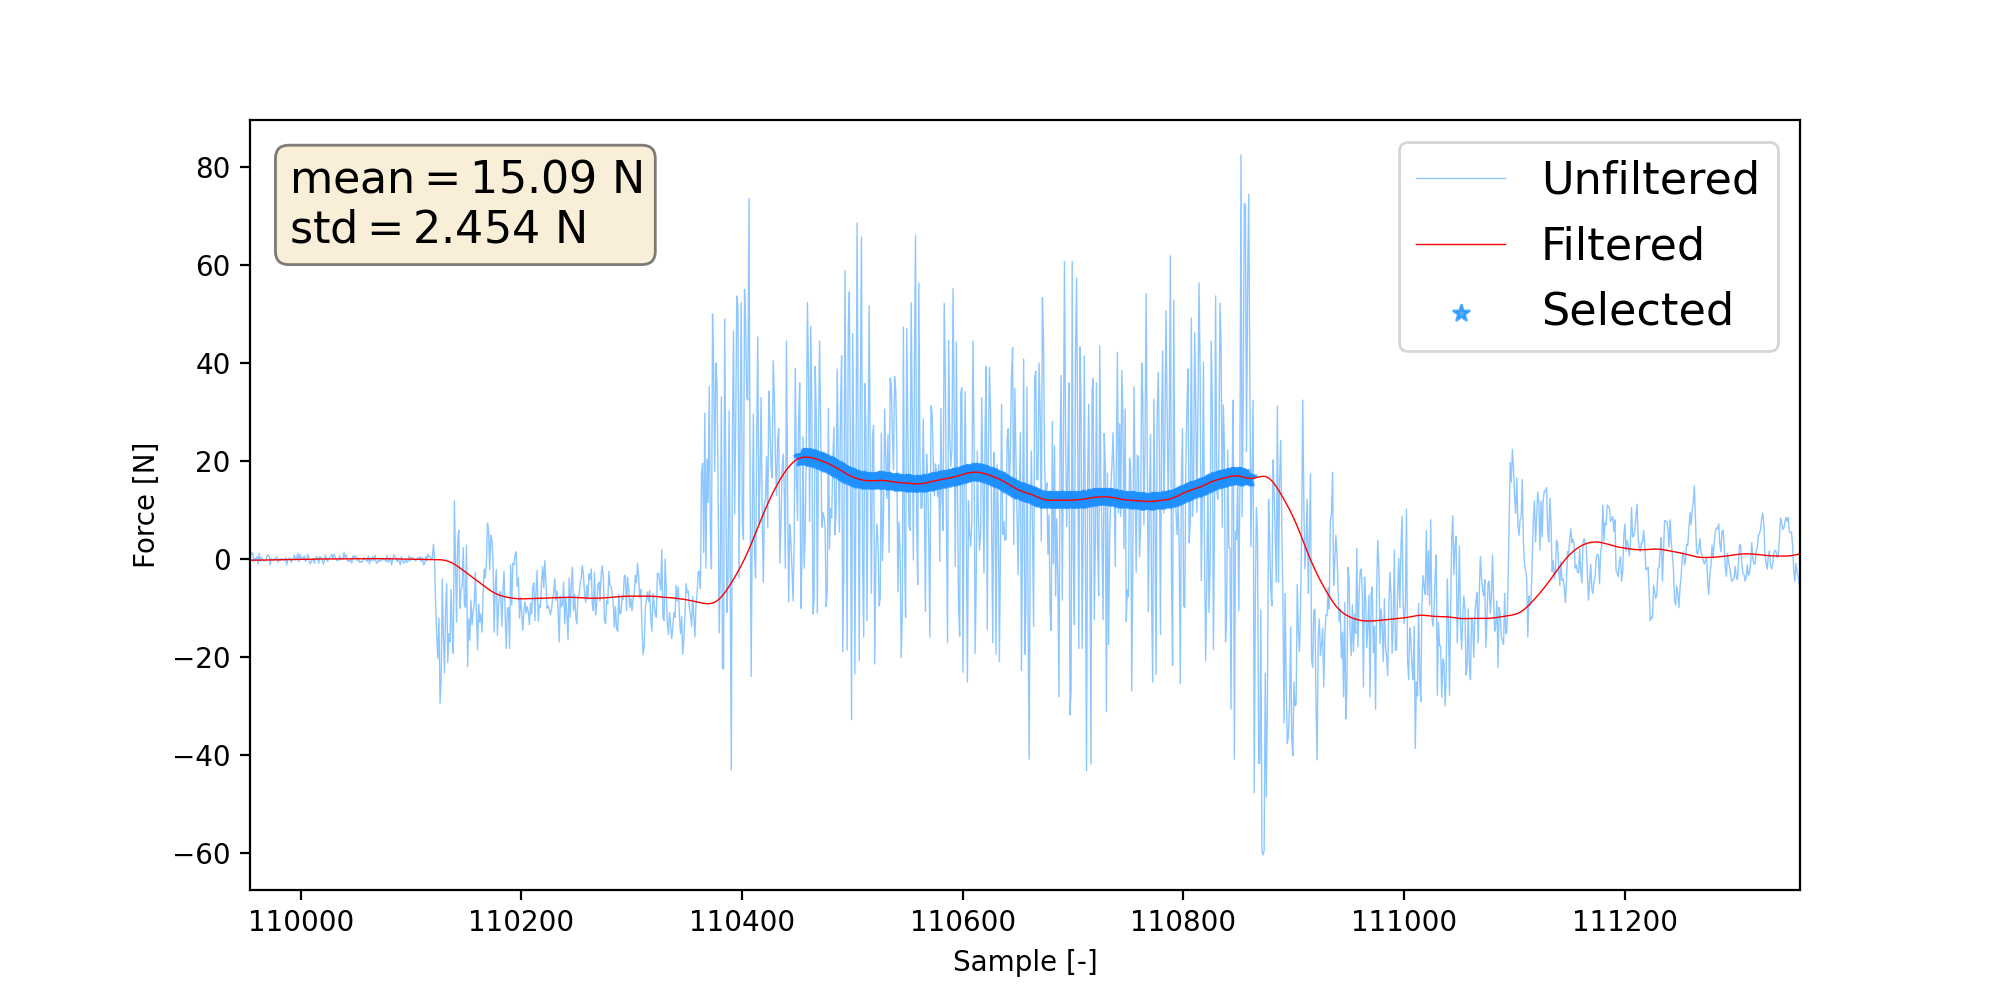 mean = 15.09 N
std = 2.454 N
Unfiltered
Filtered
Selected
80
60
40
20
0
−20
−40
−60
Force [N]
110000 110200 110400 110600 110800 111000 111200
Sample [-]